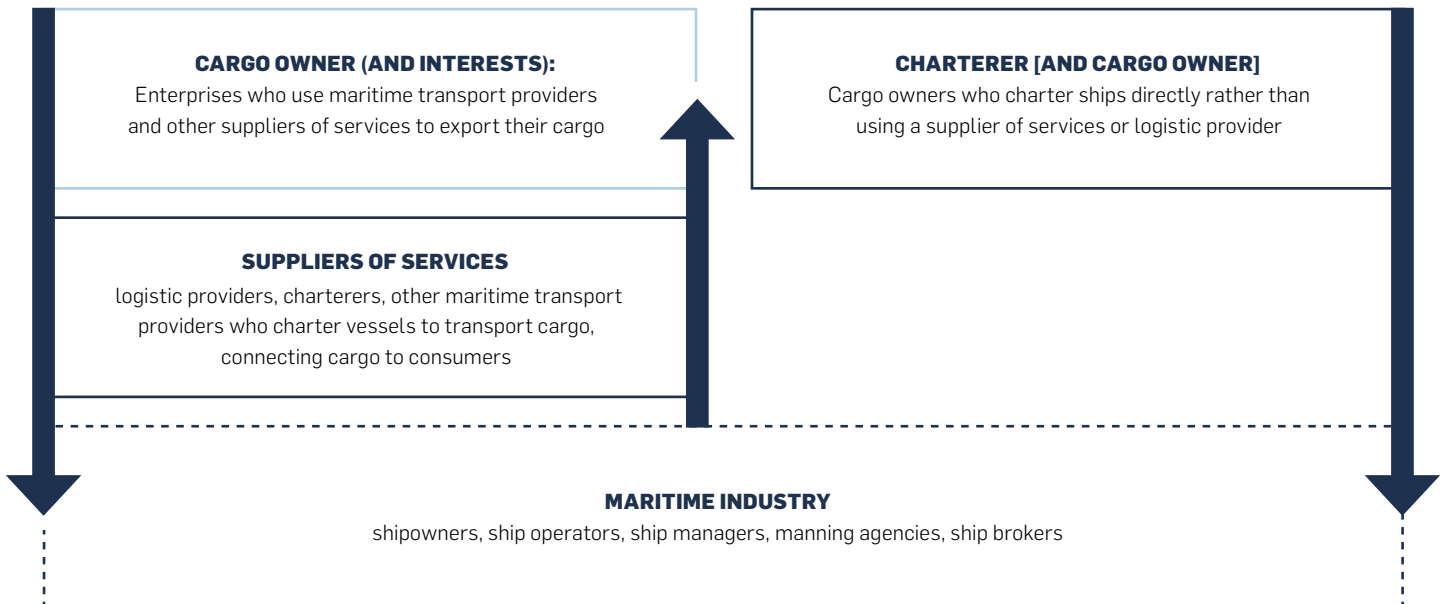 CARGO OWNER (AND INTERESTS):
Enterprises who use maritime transport providers
and other suppliers of services to export their cargo
CHARTERER [AND CARGO OWNER]
Cargo owners who charter ships directly rather than
using a supplier of services or logistic provider
SUPPLIERS OF SERVICES
logistic providers, charterers, other maritime transport
providers who charter vessels to transport cargo,
connecting cargo to consumers
MARITIME INDUSTRY
shipowners, ship operators, ship managers, manning agencies, ship brokers